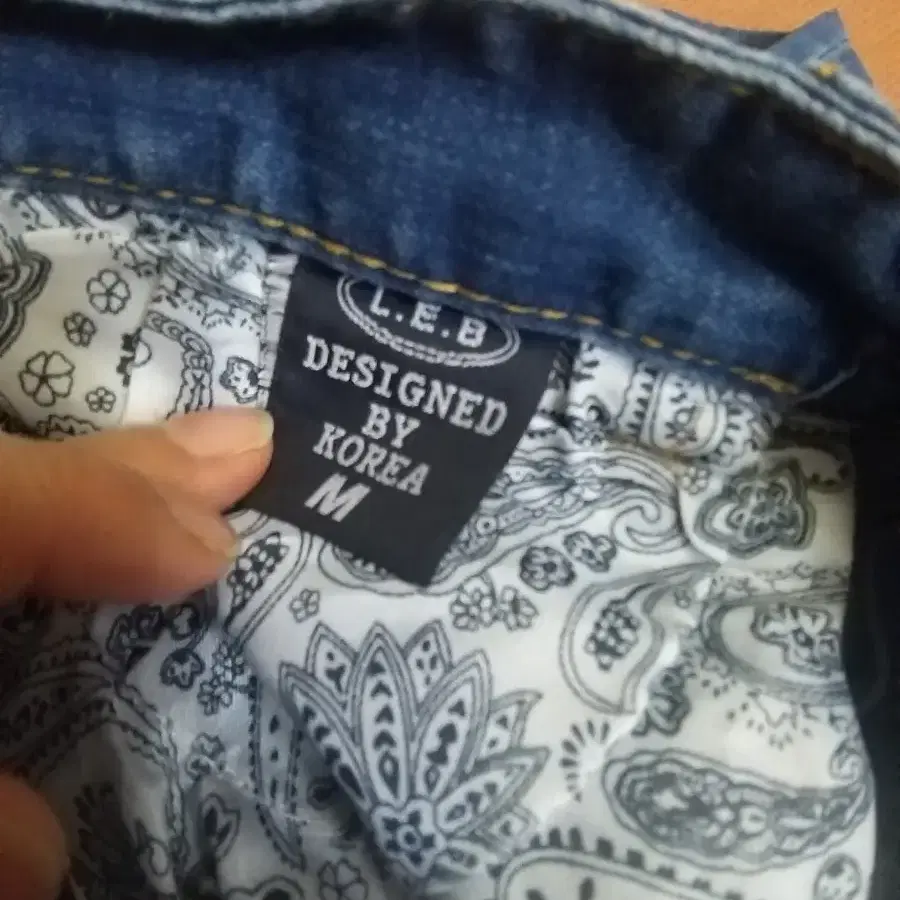 L.E.B
DESIGNED
BY
KOREA
M